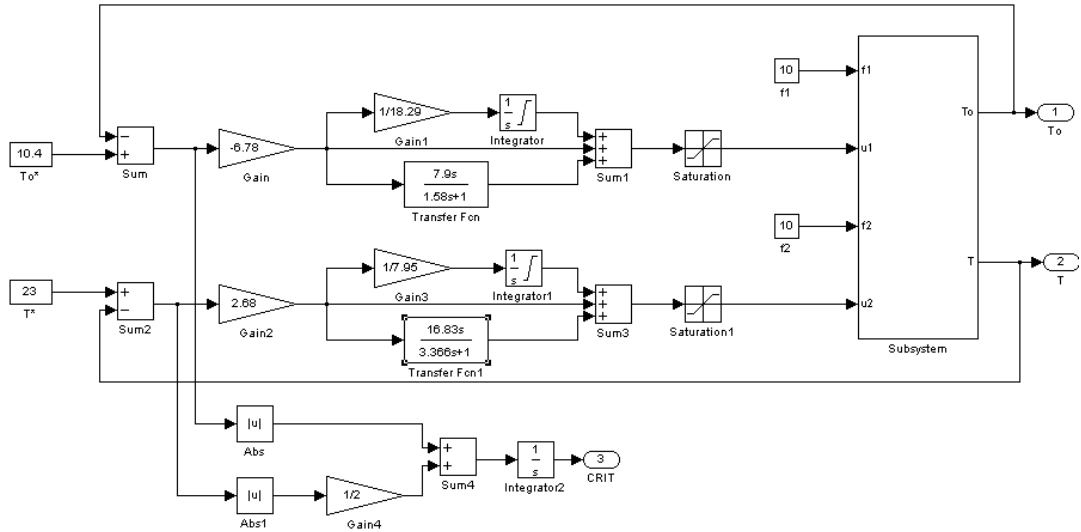 10
f1
f1
To
1
To
1/18.29
Gain1
1
s
Integrator
10.4
To*
−
+
Sum
-6.78
Gain
+
+
+
Sum1
Saturation
u1
7.9s
1.58s+1
Transfer Fcn
10
f2
f2
T
2
T
1/7.95
Gain3
1
s
Integrator1
23
T*
+
−
Sum2
2.68
Gain2
+
+
+
Sum3
Saturation1
u2
16.83s
3.366s+1
Transfer Fcn1
Subsystem
|u|
Abs
+
+
Sum4
1
s
Integrator2
3
CRIT
|u|
Abs1
1/2
Gain4